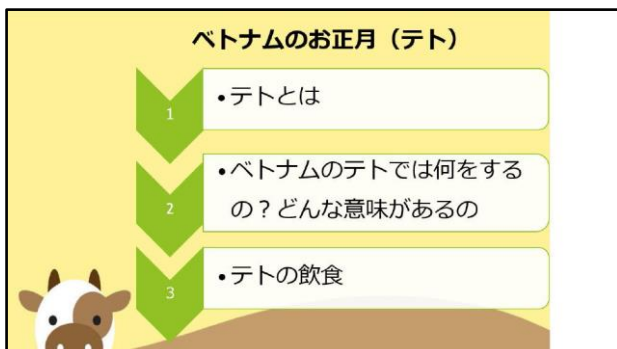 ベトナムのお正月（テト）
1
•テトとは
2
•ベトナムのテトでは何をする
の？どんな意味があるの
3
•テトの飲食